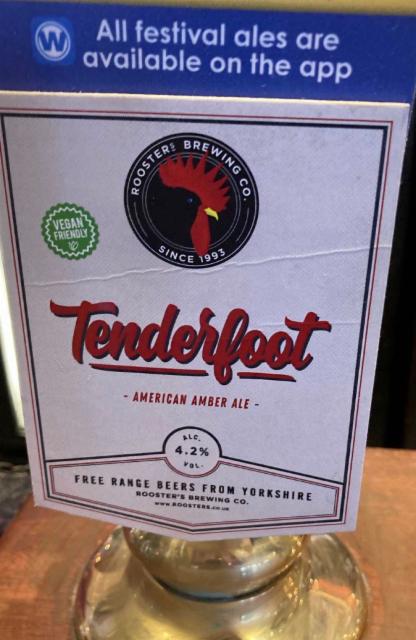 W
All festival ales are
available on the app
ROOSTER'S BREWING CO.
SINCE 1993
VEGAN
FRIENDLY
Tenderfoot
- AMERICAN AMBER ALE -
ALC.
4.2%
VOL.
FREE RANGE BEERS FROM YORKSHIRE
ROOSTER'S BREWING CO.
www.ROOSTERS.co.uk